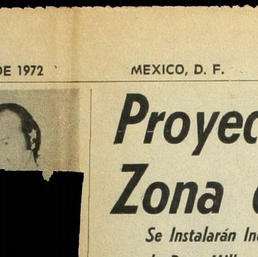 DE 1972 MEXICO, D. F.
Proyec
Zona
Se Instalarán In